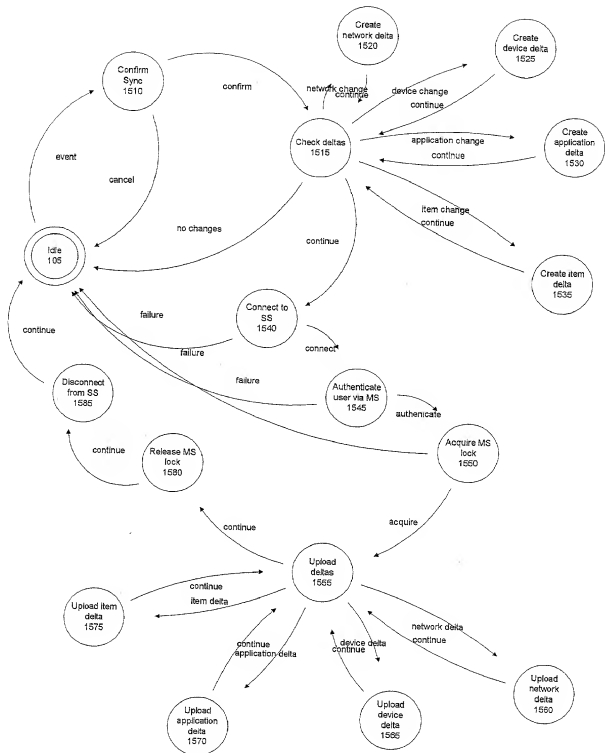 Create
network delta
1520
Create
device delta
1525
Confirm
Sync
1510
confirm
network change
continue
device change
continue
Check deltas
1515
application change
continue
Create
application
delta
1530
event
cancel
item change
continue
no changes
continue
Idle
105
Create item
delta
1535
Connect to
SS
1540
failure
continue
failure
connect
Disconnect
from SS
1585
failure
Authenticate
user via MS
1545
authenicate
Release MS
lock
1580
continue
Acquire MS
lock
1550
acquire
continue
Upload
deltas
1555
continue
item delta
Upload item
delta
1575
network delta
continue
continue
application delta
device delta
continue
Upload
application
delta
1570
Upload
device
delta
1565
Upload
network
delta
1560